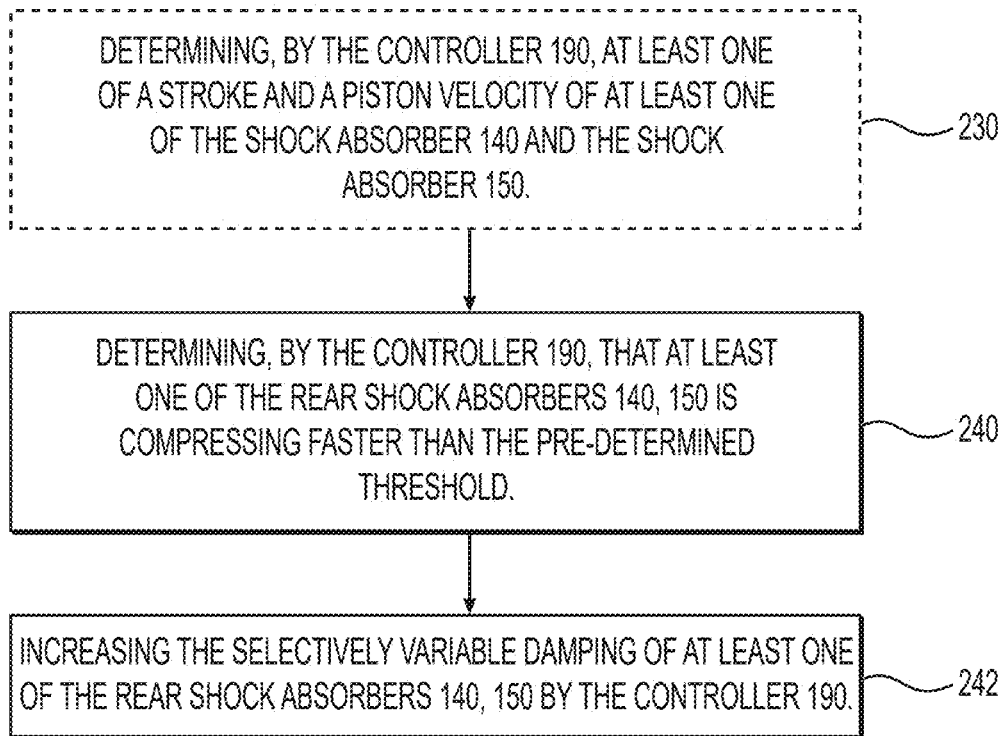 DETERMINING, BY THE CONTROLLER 190, AT LEAST ONE
OF A STROKE AND A PISTON VELOCITY OF AT LEAST ONE
OF THE SHOCK ABSORBER 140 AND THE SHOCK
ABSORBER 150.
230
DETERMINING, BY THE CONTROLLER 190, THAT AT LEAST
ONE OF THE REAR SHOCK ABSORBERS 140, 150 IS
COMPRESSING FASTER THAN THE PRE-DETERMINED
THRESHOLD.
240
INCREASING THE SELECTIVELY VARIABLE DAMPING OF AT LEAST ONE
OF THE REAR SHOCK ABSORBERS 140, 150 BY THE CONTROLLER 190.
242